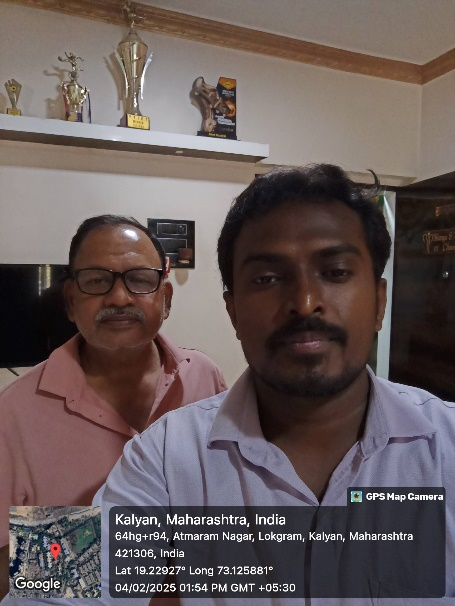 GPS Map Camera
Kalyan, Maharashtra, India
64hg+r94, Atmaram Nagar, Lokgram, Kalyan, Maharashtra
421306, India
Lat 19.22927° Long 73.125881°
04/02/2025 01:54 PM GMT +05:30
Google